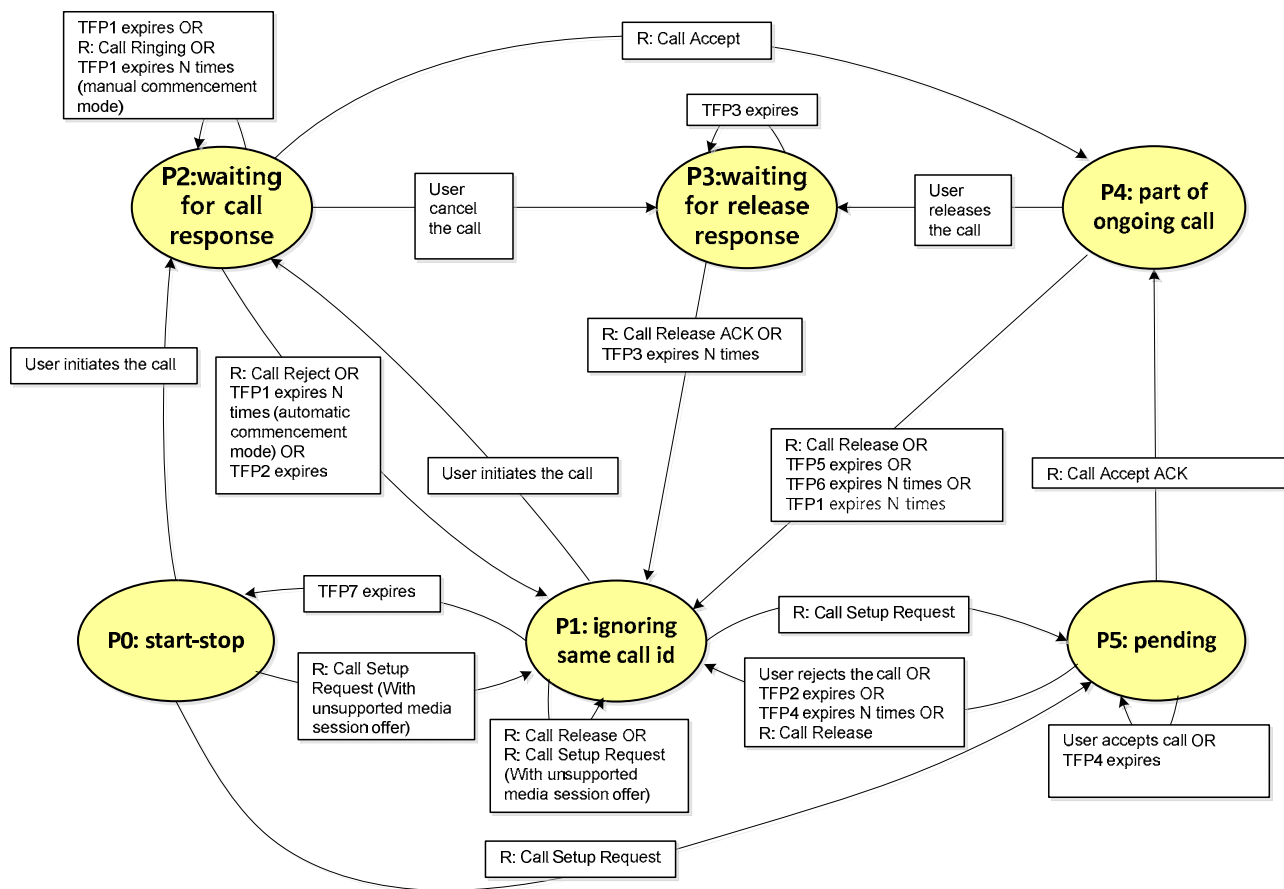 TFP1 expires OR
R: Call Ringing OR
TFP1 expires N times
(manual commencement
mode)
R: Call Accept
TFP3 expires
P2:waiting
for call
response
User
cancel
the call
P3:waiting
for release
response
User
releases
the call
P4: part of
ongoing call
R: Call Release ACK OR
TFP3 expires N times
User initiates the call
R: Call Reject OR
TFP1 expires N
times (automatic
commencement
mode) OR
TFP2 expires
User initiates the call
R: Call Release OR
TFP5 expires OR
TFP6 expires N times OR
TFP1 expires N times
R: Call Accept ACK
TFP7 expires
R: Call Setup Request
P0: start-stop
P1: ignoring
same call id
P5: pending
R: Call Setup
Request (With
unsupported media
session offer)
User rejects the call OR
TFP2 expires OR
TFP4 expires N times OR
R: Call Release
R: Call Release OR
R: Call Setup Request
(With unsupported
media session offer)
User accepts call OR
TFP4 expires
R: Call Setup Request